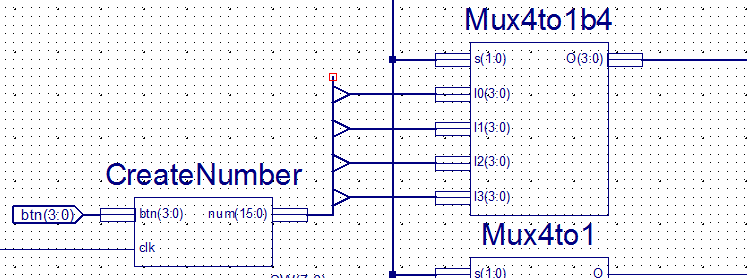 Mux4to1b4
s(1:0) O(3:0)
I0(3:0)
I1(3:0)
I2(3:0)
I3(3:0)
CreateNumber
btn(3:0) btn(3:0) num(15:0)
clk
Mux4to1
s(1:0) O